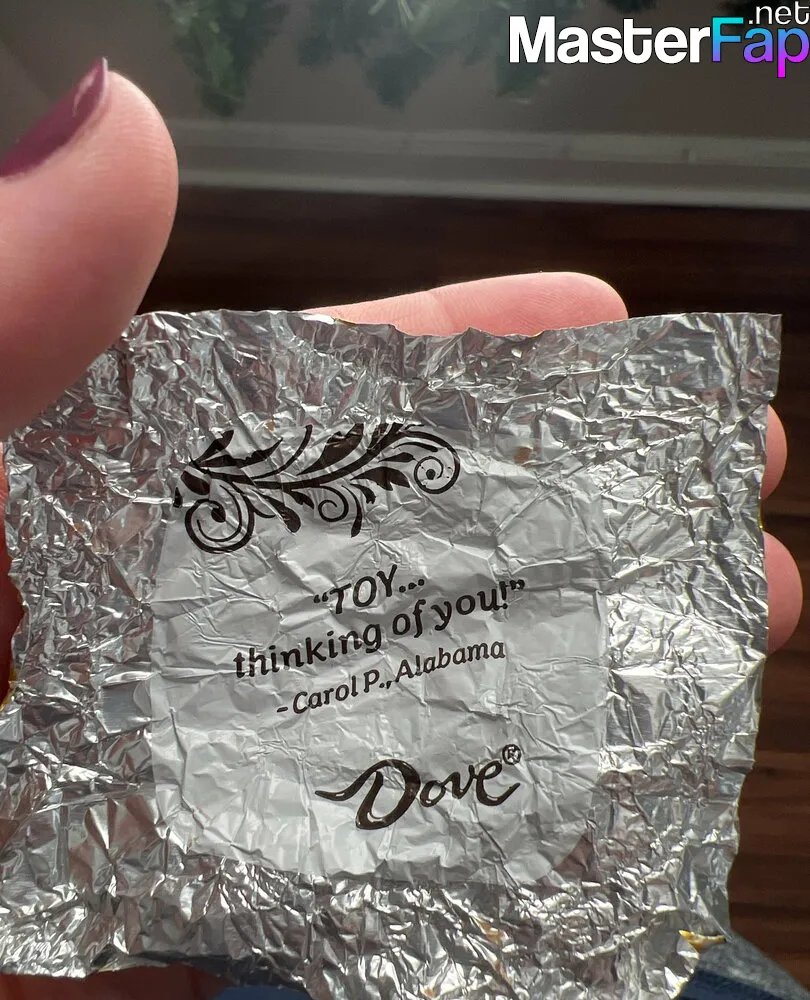 MasterFap.net
“TOY...
thinking of you!”
-Carol P., Alabama
Dove®